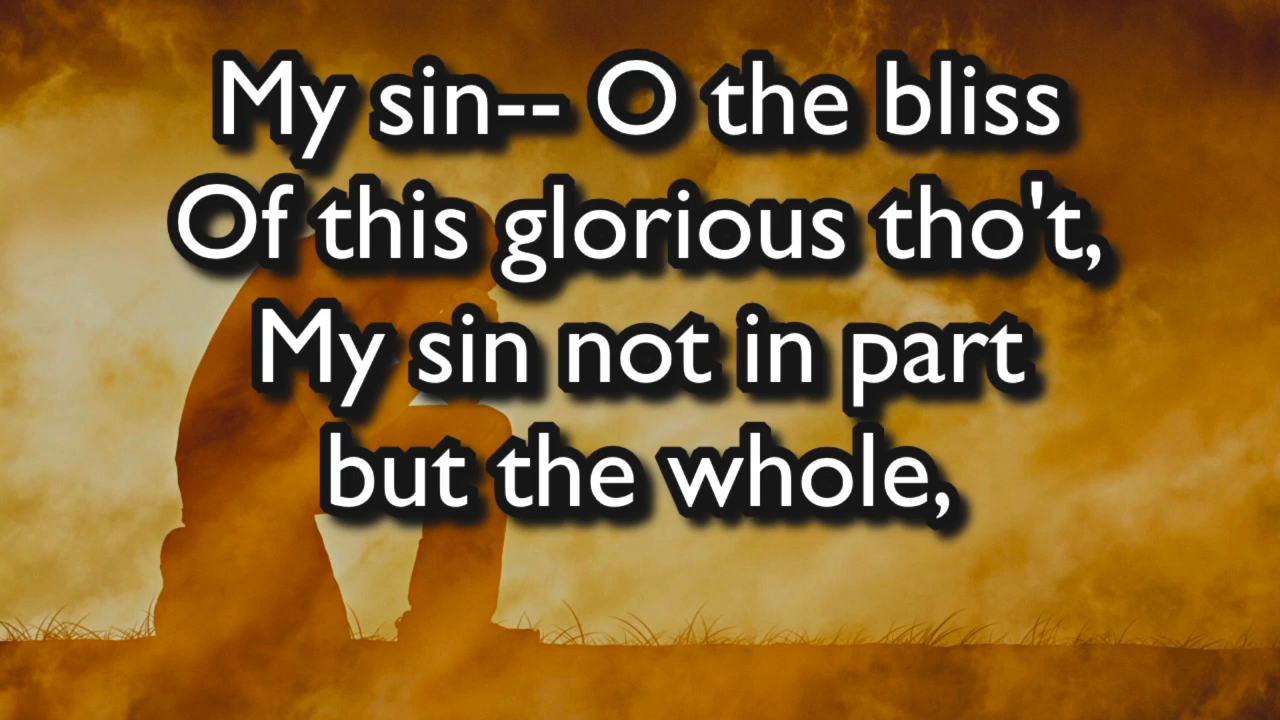 My sin-- O the bliss
Of this glorious tho't,
My sin not in part
but the whole,